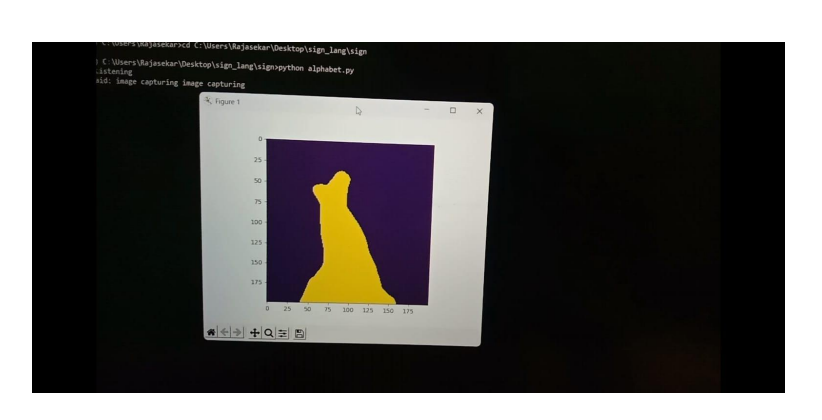 C:\Users\Rajasekar>cd C:\Users\Rajasekar\Desktop\sign_lang\sign
C:\Users\Rajasekar\Desktop\sign_lang\sign>python alphabet.py
istening
aid: image capturing image capturing
Figure 1
0
25
50
75
100
125
150
175
0 25 50 75 100 125 150 175